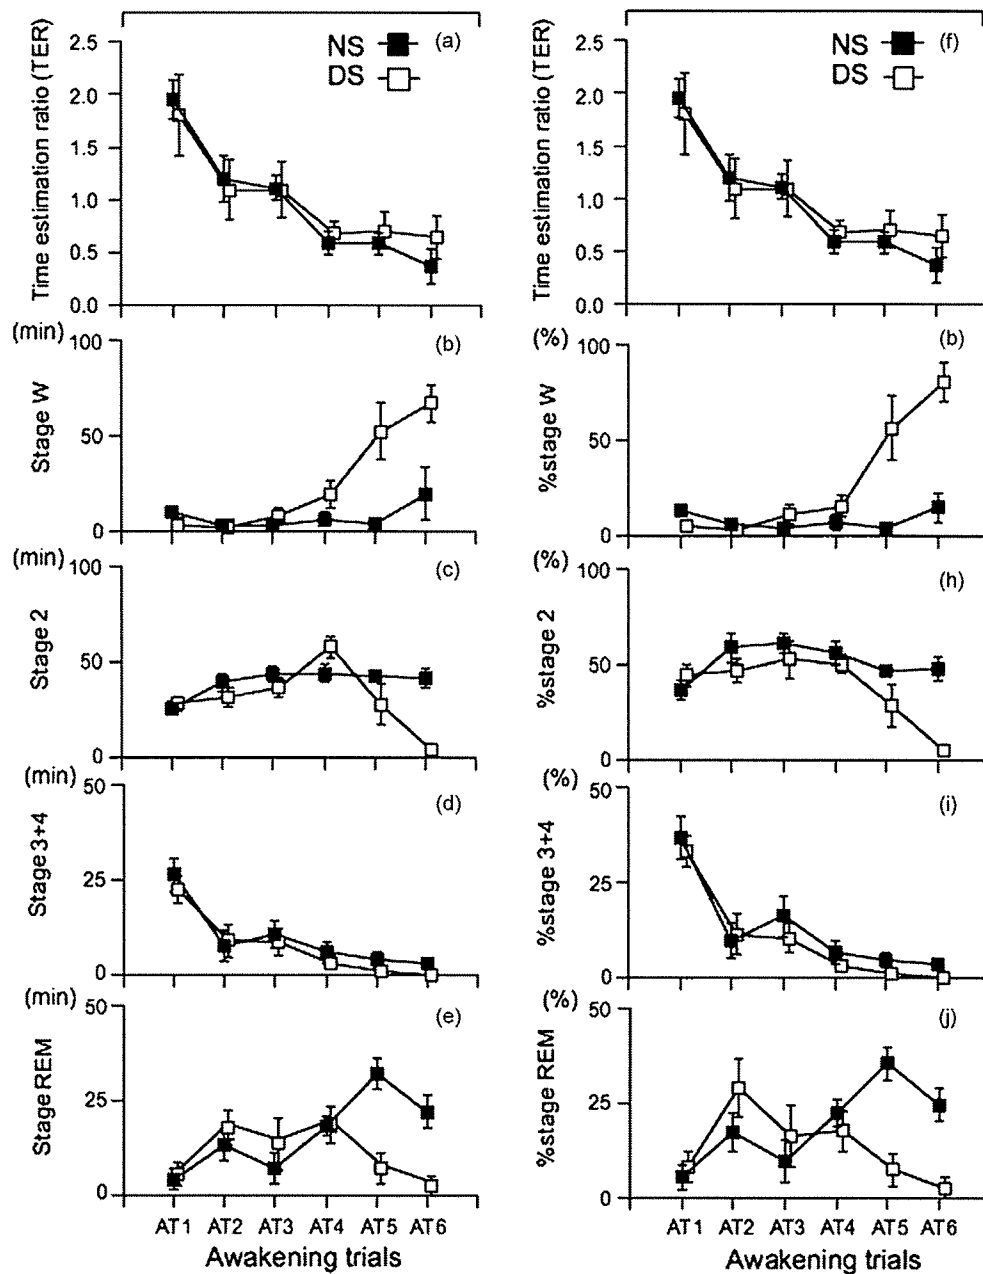 Time estimation ratio (TER)
2.5
2.0
1.5
1.0
0.5
0.0
NS
DS
(a)
(min)
Stage W
100
50
0
(b)
(min)
Stage 2
100
50
0
(c)
(min)
Stage 3+4
50
25
0
(d)
(min)
Stage REM
50
25
0
(e)
AT1 AT2 AT3 AT4 AT5 AT6
Awakening trials
Time estimation ratio (TER)
2.5
2.0
1.5
1.0
0.5
0.0
NS
DS
(f)
(%)
%stage W
100
50
0
(b)
(%)
%stage 2
100
50
0
(h)
(%)
%stage 3+4
50
25
0
(i)
(%)
%stage REM
50
25
0
(j)
AT1 AT2 AT3 AT4 AT5 AT6
Awakening trials